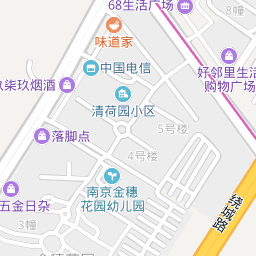 68生活广场
8幢
味道家
中国电信
好邻里生活
购物广场
玖柒玖烟酒
清荷园小区
5号楼
落脚点
4号楼
南京金穗
花园幼儿园
绕城路
五金日杂
3幢